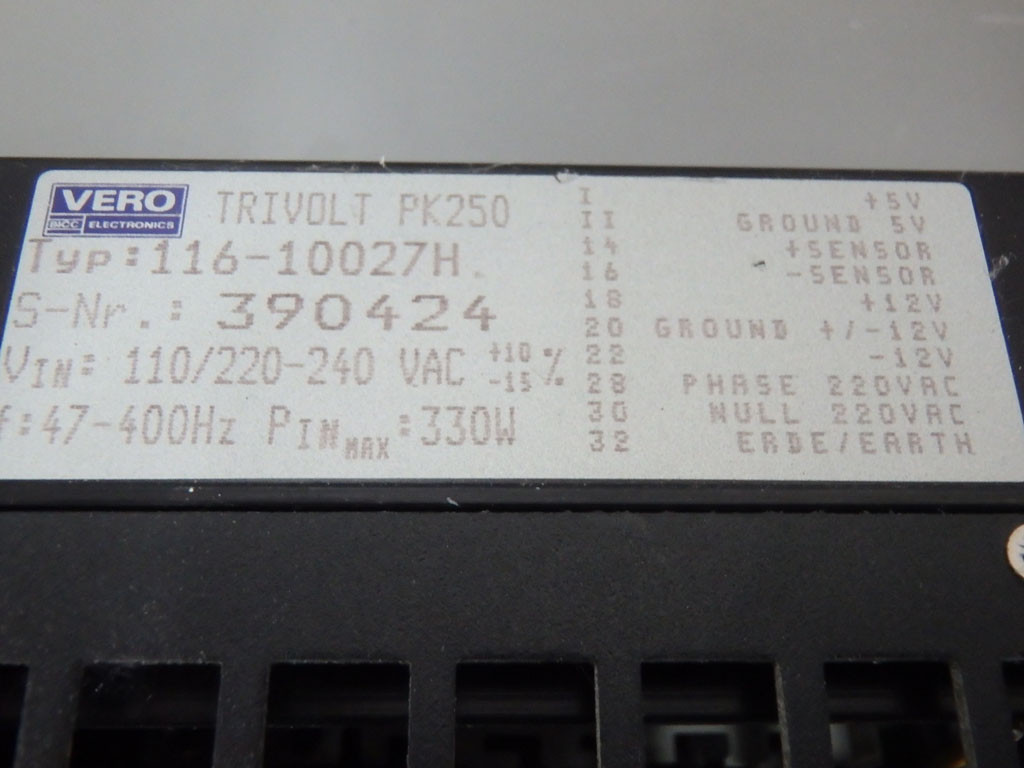 VERO
BICC ELECTRONICS
TRIVOLT PK250
Typ:116-10027H.
S-Nr.: 390424
VIN: 110/220-240 VAC +10 -15 %
f:47-400Hz PINMAX:330W
I +5V
II GROUND 5V
14 +SENSOR
16 -SENSOR
18 +12V
20 GROUND +/-12V
22 -12V
28 PHASE 220VAC
30 NULL 220VAC
32 ERDE/EARTH